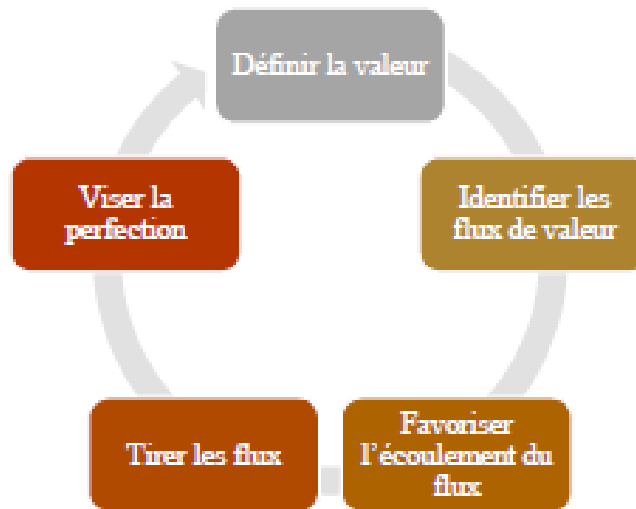 Définir la valeur
Identifier les
flux de valeur
Favoriser
l'écoulement du
flux
Tirer les flux
Viser la
perfection